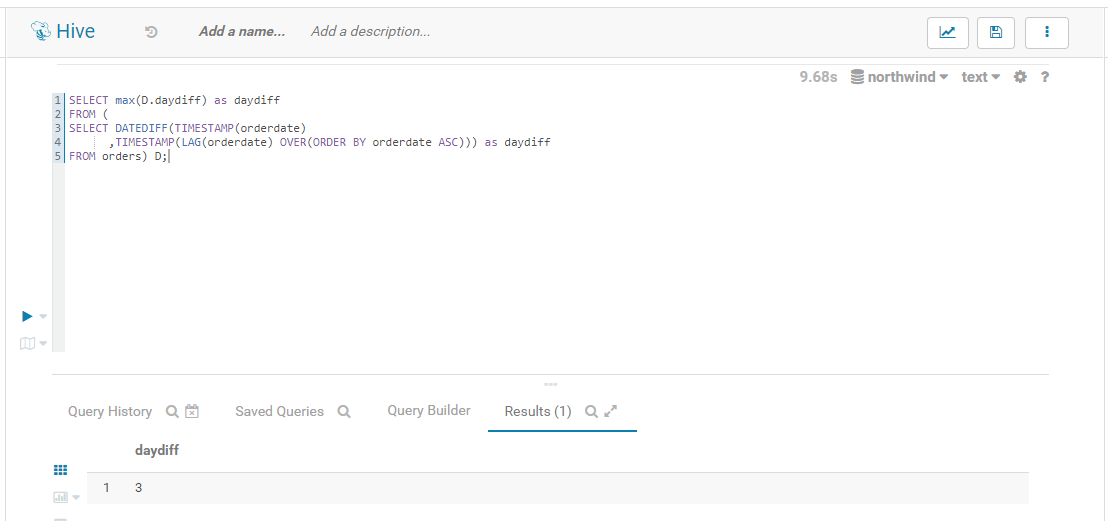 Hive
Add a name...
Add a description...
9.68s
northwind
text
?
1 SELECT max(D.daydiff) as daydiff
2 FROM (
3 SELECT DATEDIFF(TIMESTAMP(orderdate)
4 ,TIMESTAMP(LAG(orderdate) OVER(ORDER BY orderdate ASC))) as daydiff
5 FROM orders) D;
Query History
Saved Queries
Query Builder
Results (1)
daydiff
1 3